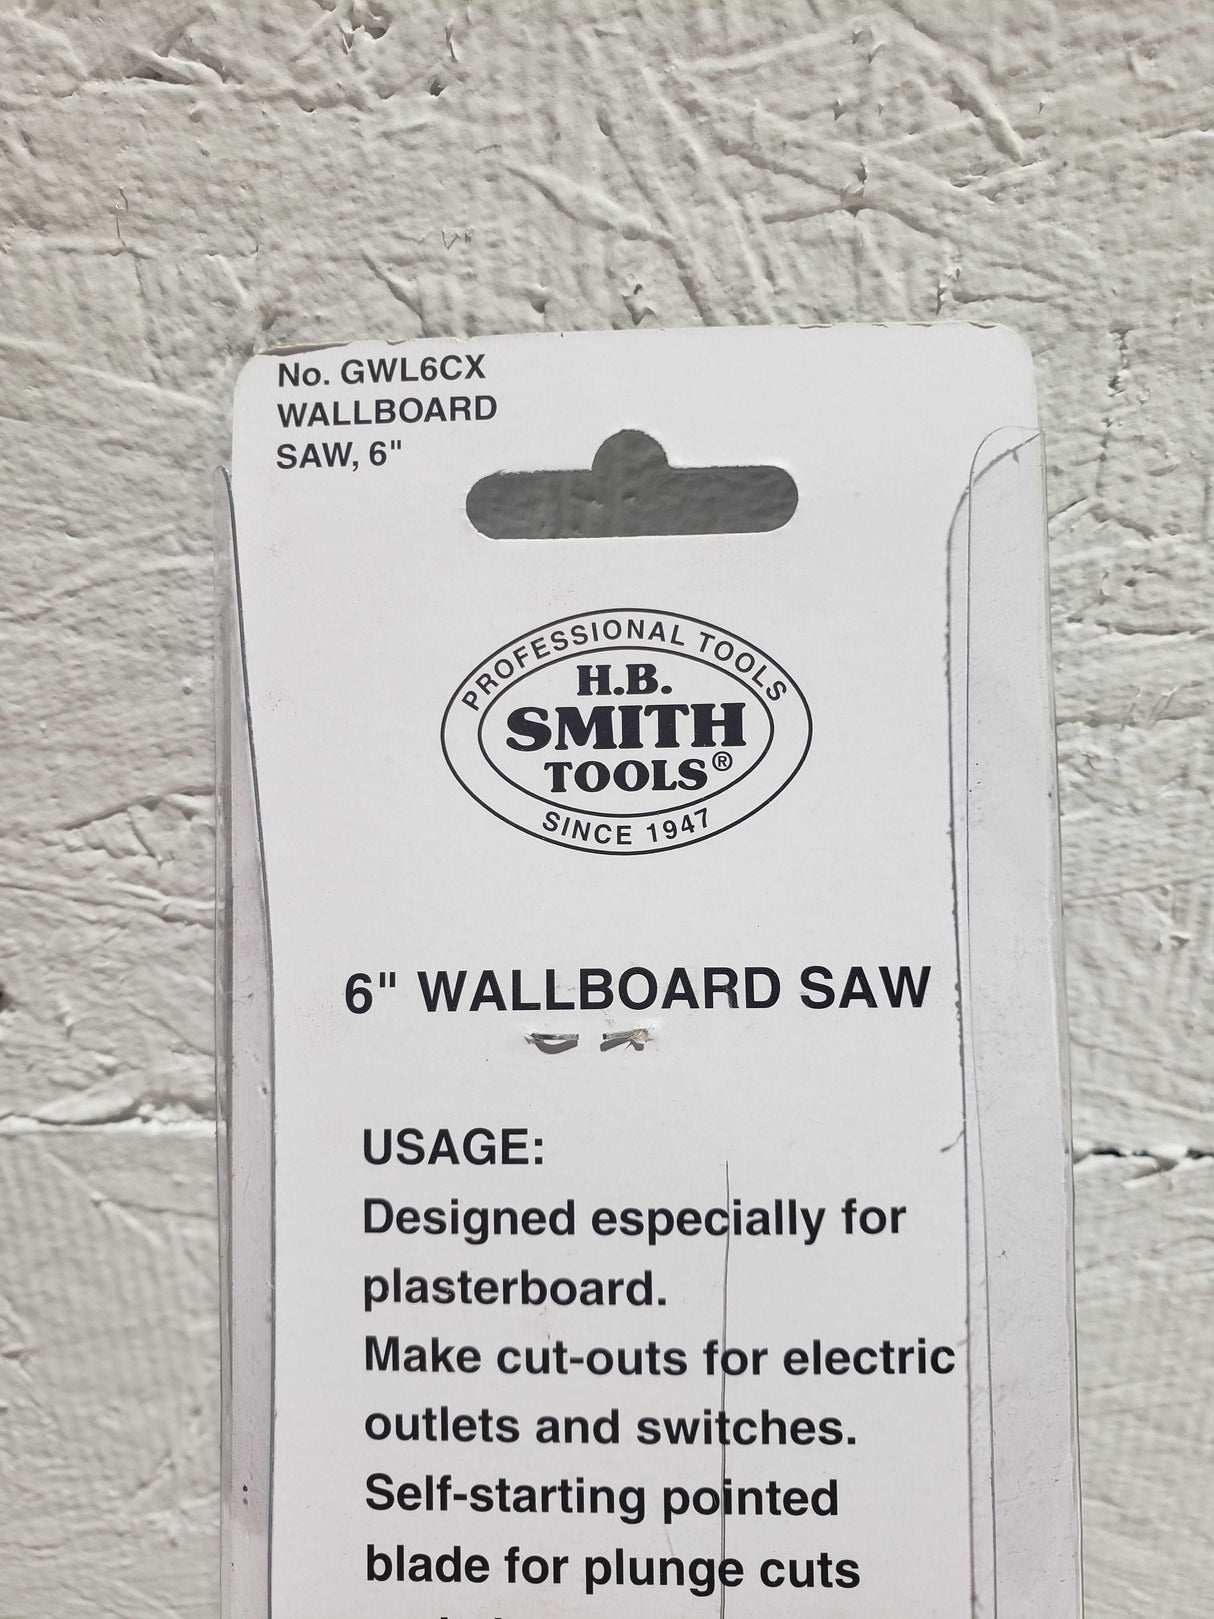 No. GWL6CX
WALLBOARD
SAW, 6"
PROFESSIONAL TOOLS
H.B.
SMITH
TOOLS®
SINCE 1947
6" WALLBOARD SAW
USAGE:
Designed especially for
plasterboard.
Make cut-outs for electric
outlets and switches.
Self-starting pointed
blade for plunge cuts